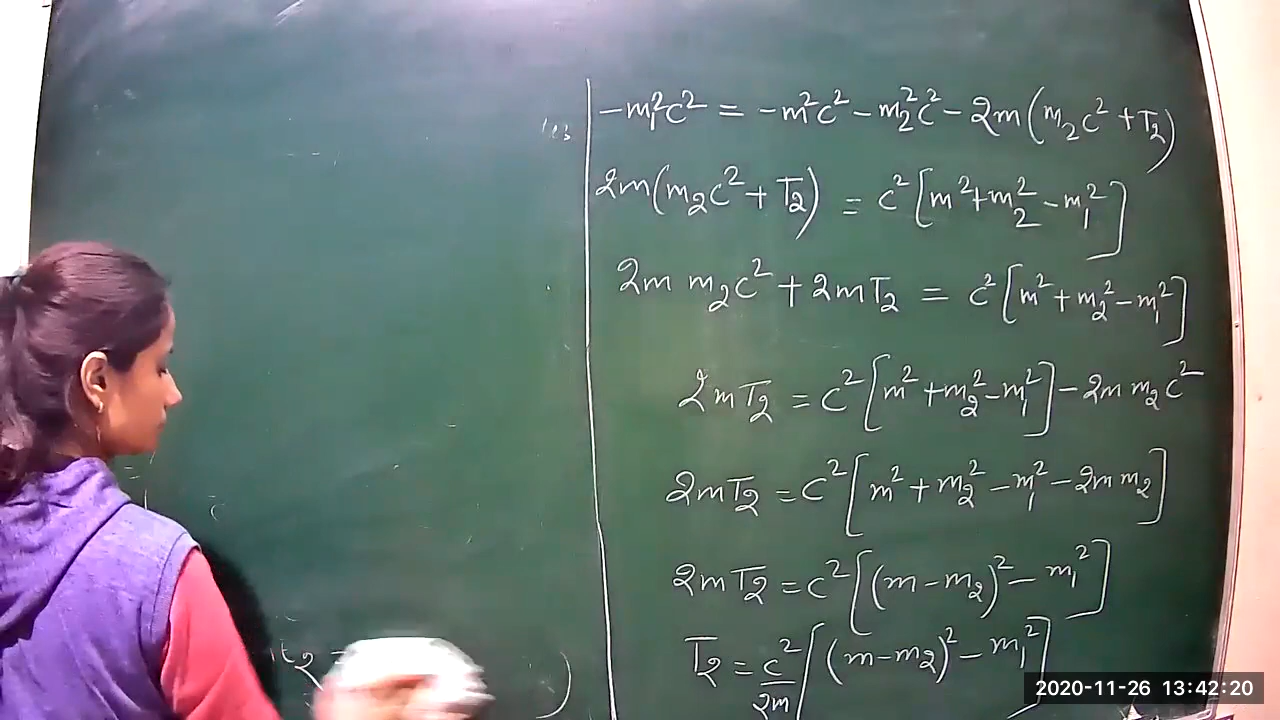 -m₁²c² = -m²c² - m₂²c² - 2m(m₂c² + T₂)
2m(m₂c² + T₂) = c²[m² + m₂² - m₁²]
2m m₂c² + 2mT₂ = c²[m² + m₂² - m₁²]
2mT₂ = c²[m² + m₂² - m₁²] - 2m m₂c²
2mT₂ = c²[m² + m₂² - m₁² - 2m m₂]
2mT₂ = c²[(m - m₂)² - m₁²]
T₂ = c²/2m [(m - m₂)² - m₁²]
2020-11-26 13:42:20